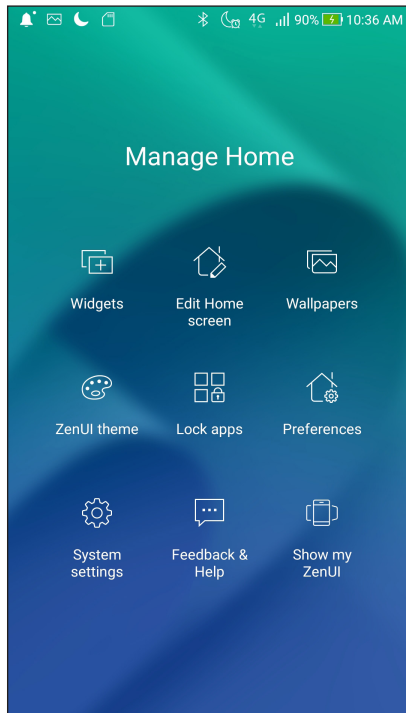 4G 90% 10:36 AM
Manage Home
Widgets
Edit Home
screen
Wallpapers
ZenUI theme
Lock apps
Preferences
System
settings
Feedback &
Help
Show my
ZenUI